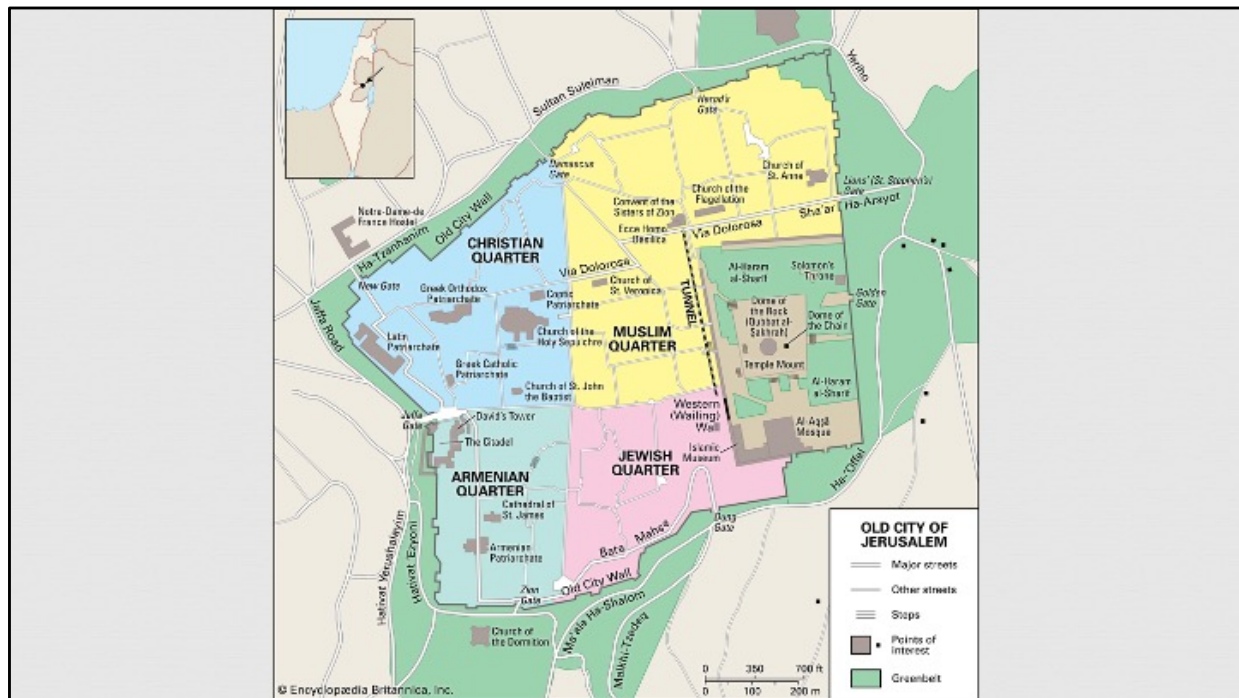 Sultan Suleiman
Yeriho
Herod's
Gate
Damascus
Gate
Church of
St. Anne
Lions' (St. Stephen's)
Gate
Convent of the
Sisters of Zion
Church of the
Flagellation
Sha'ar Ha-Arayot
Ecce Homo
Basilica
Via Dolorosa
Notre-Dame-de
France Hostel
Ha-Tzanhanim
Old City Wall
CHRISTIAN
QUARTER
Via Dolorosa
New Gate
Greek Orthodox
Patriarchate
Coptic
Patriarchate
Church of
St. Veronica
TUNNEL
Al-Haram
al-Sharif
Solomon's
Throne
Golden
Gate
Jaffa Road
Latin
Patriarchate
Church of the
Holy Sepulchre
MUSLIM
QUARTER
Dome of
the Rock
(Qubbat al-
Sakhrah)
Dome of
the Chain
Temple Mount
Greek Catholic
Patriarchate
Church of St. John
the Baptist
Al-Haram
al-Sharif
Jaffa
Gate
David's Tower
The Citadel
Western
(Wailing)
Wall
Al-Aqṣā
Mosque
Islamic
Museum
JEWISH
QUARTER
ARMENIAN
QUARTER
Ha-'Ofel
Cathedral of
St. James
Armenian
Patriarchate
Bate Mahse
Dung
Gate
Old City Wall
Zion
Gate
Hativat Yerushalayim
Hativat 'Ezyoni
Ma'ala Ha-Shalom
Malkhi-Tzedeq
Church of
the Dormition
OLD CITY OF
JERUSALEM
Major streets
Other streets
Steps
Points of
Interest
Greenbelt
0 350 700 ft
0 100 200 m
© Encyclopædia Britannica, Inc.